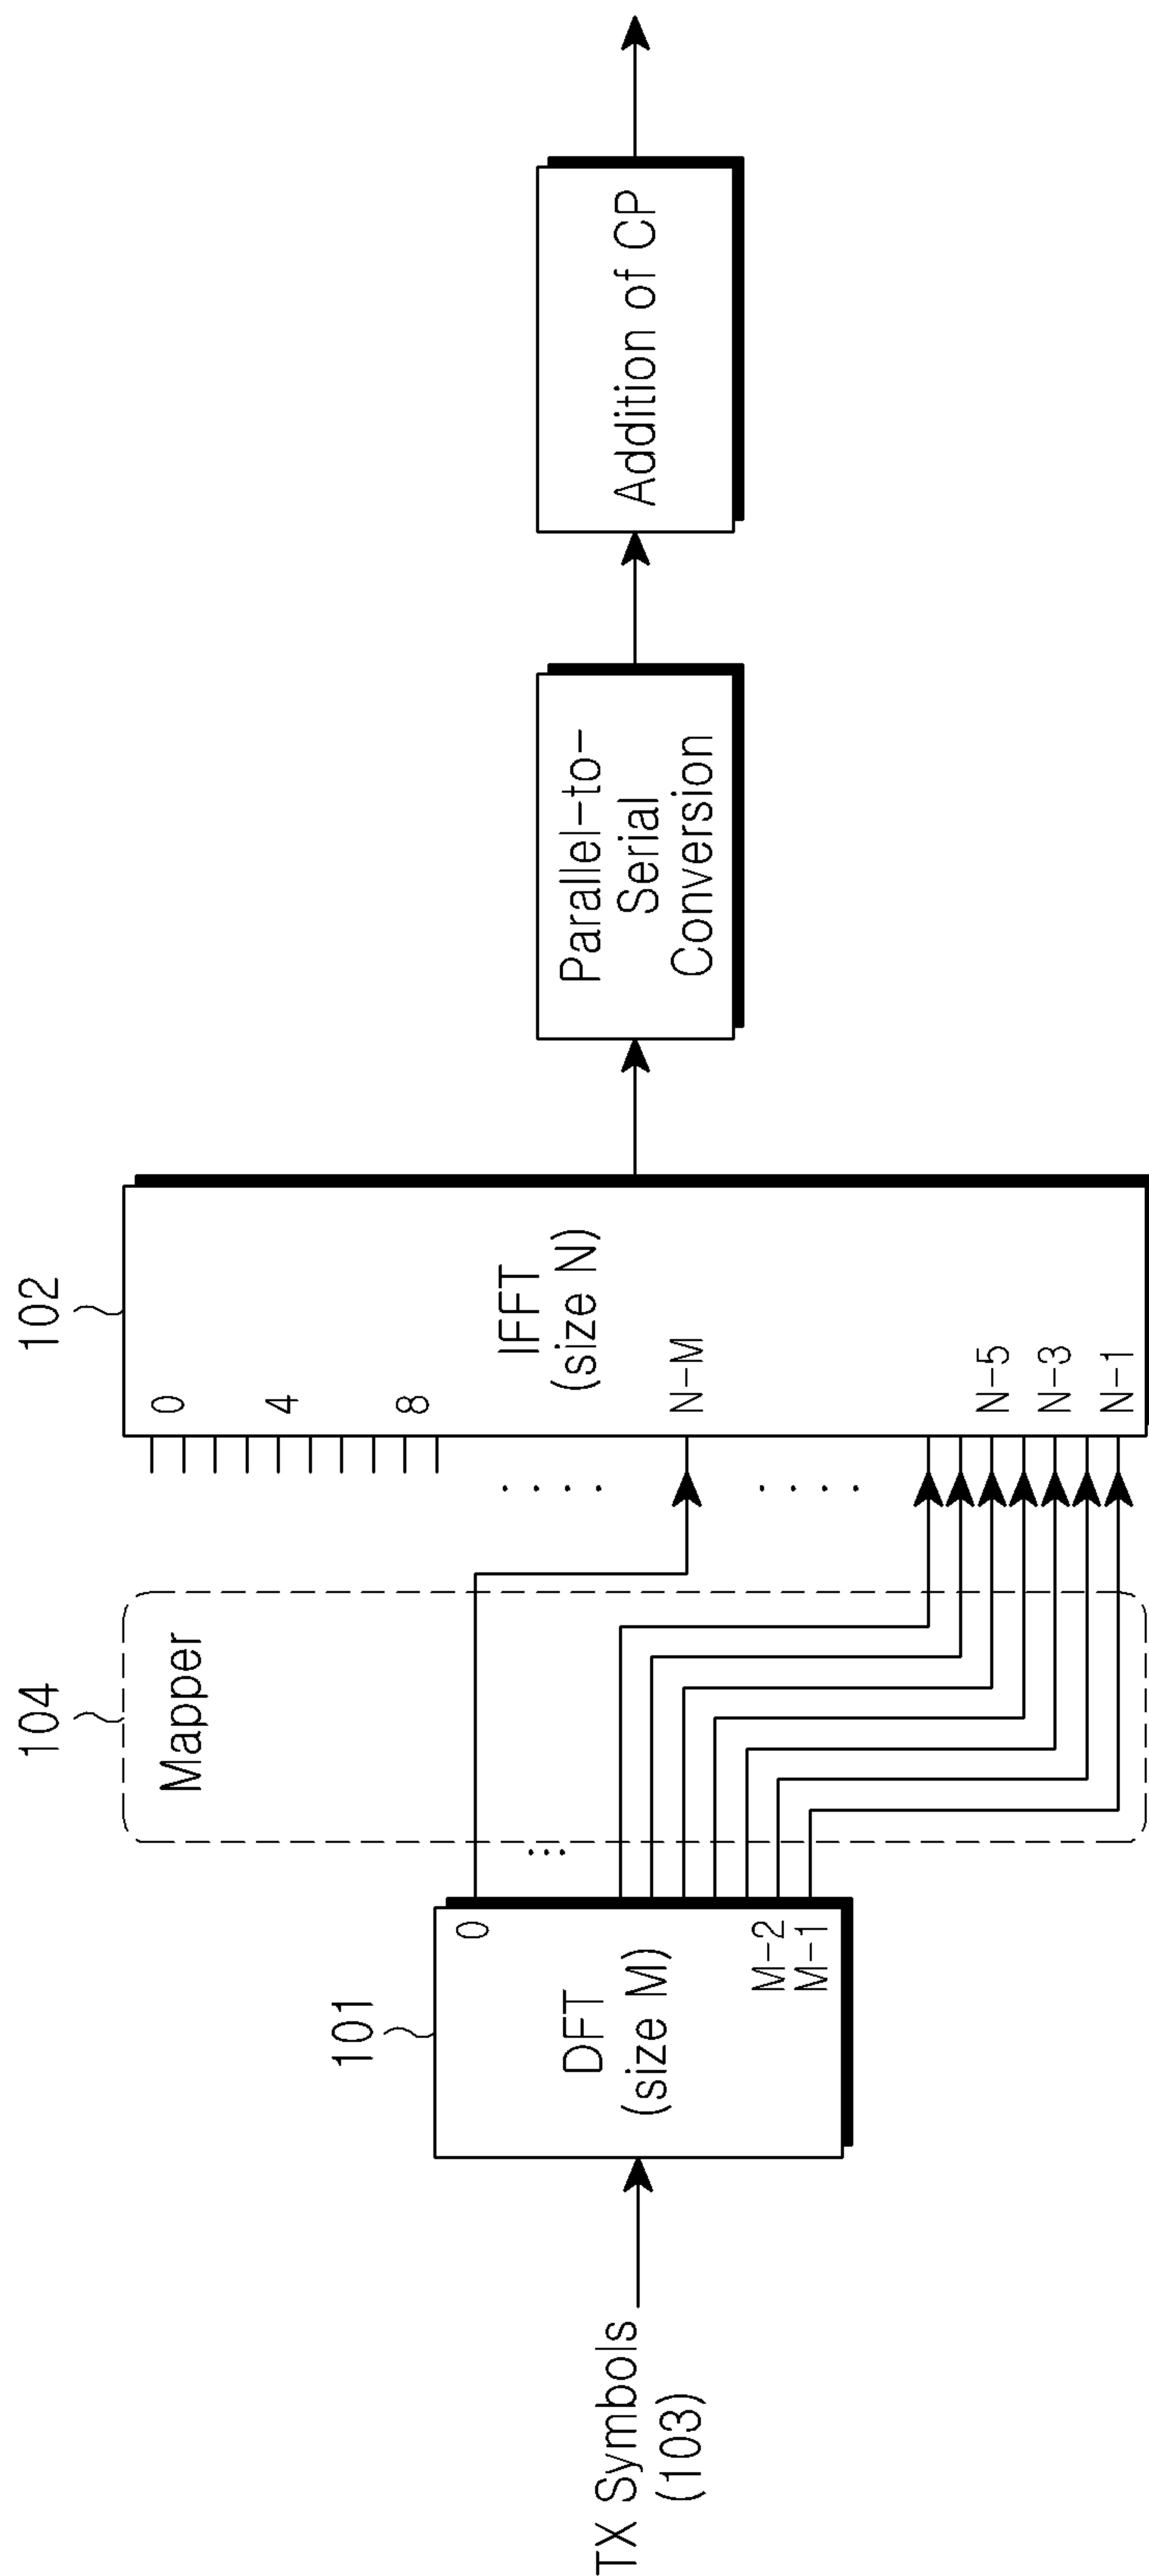 TX Symbols
(103)
101
DFT
(size M)
0
M-2
M-1
104
Mapper
102
IFFT
(size N)
0
4
8
N-M
N-5
N-3
N-1
Parallel-to-
Serial
Conversion
Addition of CP